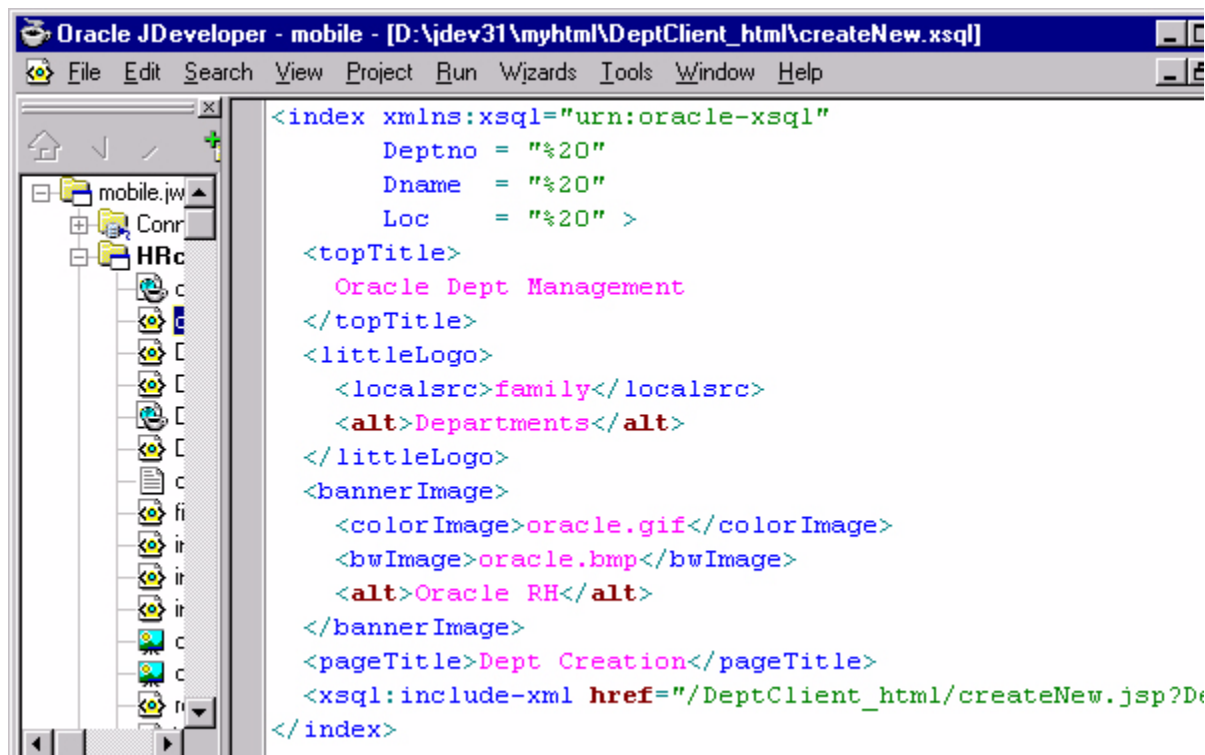 Oracle JDeveloper - mobile - [D:\jdev31\myhtml\DeptClient_html\createNew.xsql]
File Edit Search View Project Run Wizards Tools Window Help
mobile.jw
Conr
HRc
<index xmlns:xsql="urn:oracle-xsql"
Deptno = "%20"
Dname = "%20"
Loc = "%20" >
<topTitle>
Oracle Dept Management
</topTitle>
<littleLogo>
<localsrc>family</localsrc>
<alt>Departments</alt>
</littleLogo>
<bannerImage>
<colorImage>oracle.gif</colorImage>
<bwImage>oracle.bmp</bwImage>
<alt>Oracle RH</alt>
</bannerImage>
<pageTitle>Dept Creation</pageTitle>
<xsql:include-xml href="/DeptClient_html/createNew.jsp?De
</index>